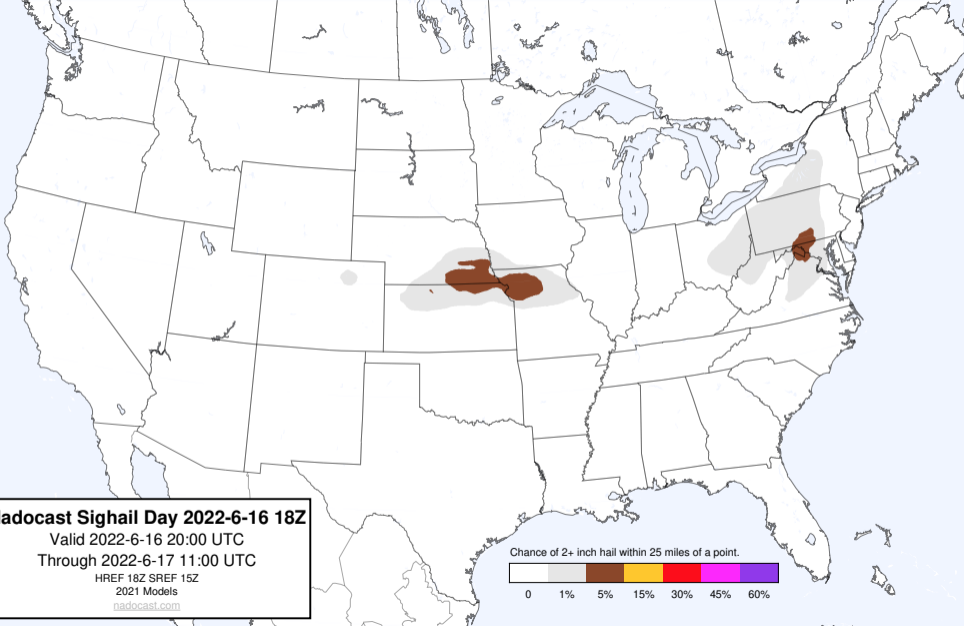 adocast Sighail Day 2022-6-16 18Z
Valid 2022-6-16 20:00 UTC
Through 2022-6-17 11:00 UTC
HREF 18Z SREF 15Z
2021 Models
nadocast.com
Chance of 2+ inch hail within 25 miles of a point.
0 1% 5% 15% 30% 45% 60%